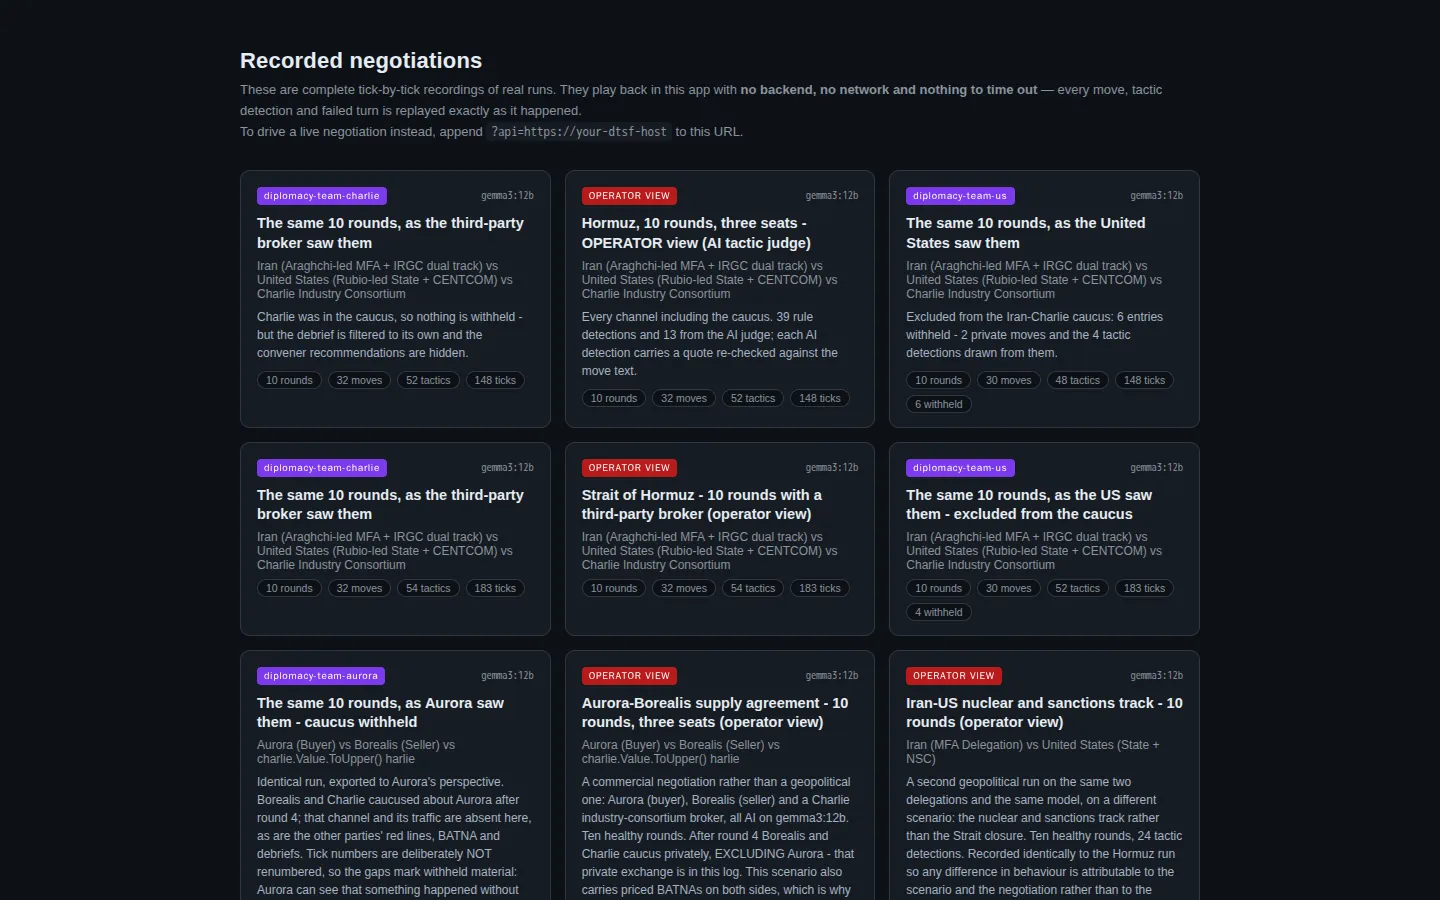 Recorded negotiations
These are complete tick-by-tick recordings of real runs. They play back in this app with no backend, no network and nothing to time out — every move, tactic
detection and failed turn is replayed exactly as it happened.
To drive a live negotiation instead, append ?api=https://your-dtsf-host to this URL.
diplomacy-team-charlie gemma3:12b
The same 10 rounds, as the third-party
broker saw them
Iran (Araghchi-led MFA + IRGC dual track) vs
United States (Rubio-led State + CENTCOM) vs
Charlie Industry Consortium
Charlie was in the caucus, so nothing is withheld -
but the debrief is filtered to its own and the
convener recommendations are hidden.
10 rounds 32 moves 52 tactics 148 ticks
OPERATOR VIEW gemma3:12b
Hormuz, 10 rounds, three seats -
OPERATOR view (AI tactic judge)
Iran (Araghchi-led MFA + IRGC dual track) vs
United States (Rubio-led State + CENTCOM) vs
Charlie Industry Consortium
Every channel including the caucus. 39 rule
detections and 13 from the AI judge; each AI
detection carries a quote re-checked against the
move text.
10 rounds 32 moves 52 tactics 148 ticks
diplomacy-team-us gemma3:12b
The same 10 rounds, as the United
States saw them
Iran (Araghchi-led MFA + IRGC dual track) vs
United States (Rubio-led State + CENTCOM) vs
Charlie Industry Consortium
Excluded from the Iran-Charlie caucus: 6 entries
withheld - 2 private moves and the 4 tactic
detections drawn from them.
10 rounds 30 moves 48 tactics 148 ticks
6 withheld
diplomacy-team-charlie gemma3:12b
The same 10 rounds, as the third-party
broker saw them
Iran (Araghchi-led MFA + IRGC dual track) vs
United States (Rubio-led State + CENTCOM) vs
Charlie Industry Consortium
10 rounds 32 moves 54 tactics 183 ticks
OPERATOR VIEW gemma3:12b
Strait of Hormuz - 10 rounds with a
third-party broker (operator view)
Iran (Araghchi-led MFA + IRGC dual track) vs
United States (Rubio-led State + CENTCOM) vs
Charlie Industry Consortium
10 rounds 32 moves 54 tactics 183 ticks
diplomacy-team-us gemma3:12b
The same 10 rounds, as the US saw
them - excluded from the caucus
Iran (Araghchi-led MFA + IRGC dual track) vs
United States (Rubio-led State + CENTCOM) vs
Charlie Industry Consortium
10 rounds 30 moves 52 tactics 183 ticks
4 withheld
diplomacy-team-aurora gemma3:12b
The same 10 rounds, as Aurora saw
them - caucus withheld
Aurora (Buyer) vs Borealis (Seller) vs
charlie.Value.ToUpper() harlie
Identical run, exported to Aurora's perspective.
Borealis and Charlie caucused about Aurora after
round 4; that channel and its traffic are absent here,
as are the other parties' red lines, BATNA and
debriefs. Tick numbers are deliberately NOT
renumbered, so the gaps mark withheld material:
Aurora can see that something happened without
OPERATOR VIEW gemma3:12b
Aurora-Borealis supply agreement - 10
rounds, three seats (operator view)
Aurora (Buyer) vs Borealis (Seller) vs
charlie.Value.ToUpper() harlie
A commercial negotiation rather than a geopolitical
one: Aurora (buyer), Borealis (seller) and a Charlie
industry-consortium broker, all AI on gemma3:12b.
Ten healthy rounds. After round 4 Borealis and
Charlie caucus privately, EXCLUDING Aurora - that
private exchange is in this log. This scenario also
carries priced BATNAs on both sides, which is why
OPERATOR VIEW gemma3:12b
Iran-US nuclear and sanctions track - 10
rounds (operator view)
Iran (MFA Delegation) vs United States (State +
NSC)
A second geopolitical run on the same two
delegations and the same model, on a different
scenario: the nuclear and sanctions track rather
than the Strait closure. Ten healthy rounds, 24 tactic
detections. Recorded identically to the Hormuz run
so any difference in behaviour is attributable to the
scenario and the negotiation rather than to the